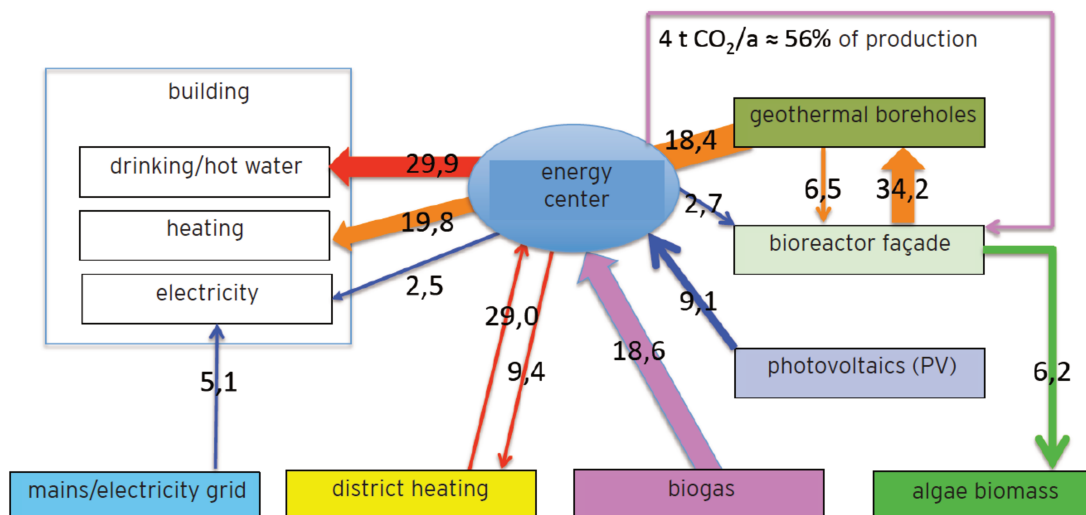 4 t CO₂/a ≈ 56% of production
building
geothermal boreholes
18,4
drinking/hot water
29,9
energy
center
6,5
34,2
2,7
heating
19,8
bioreactor façade
electricity
2,5
29,0
9,1
18,6
photovoltaics (PV)
9,4
5,1
6,2
mains/electricity grid
district heating
biogas
algae biomass